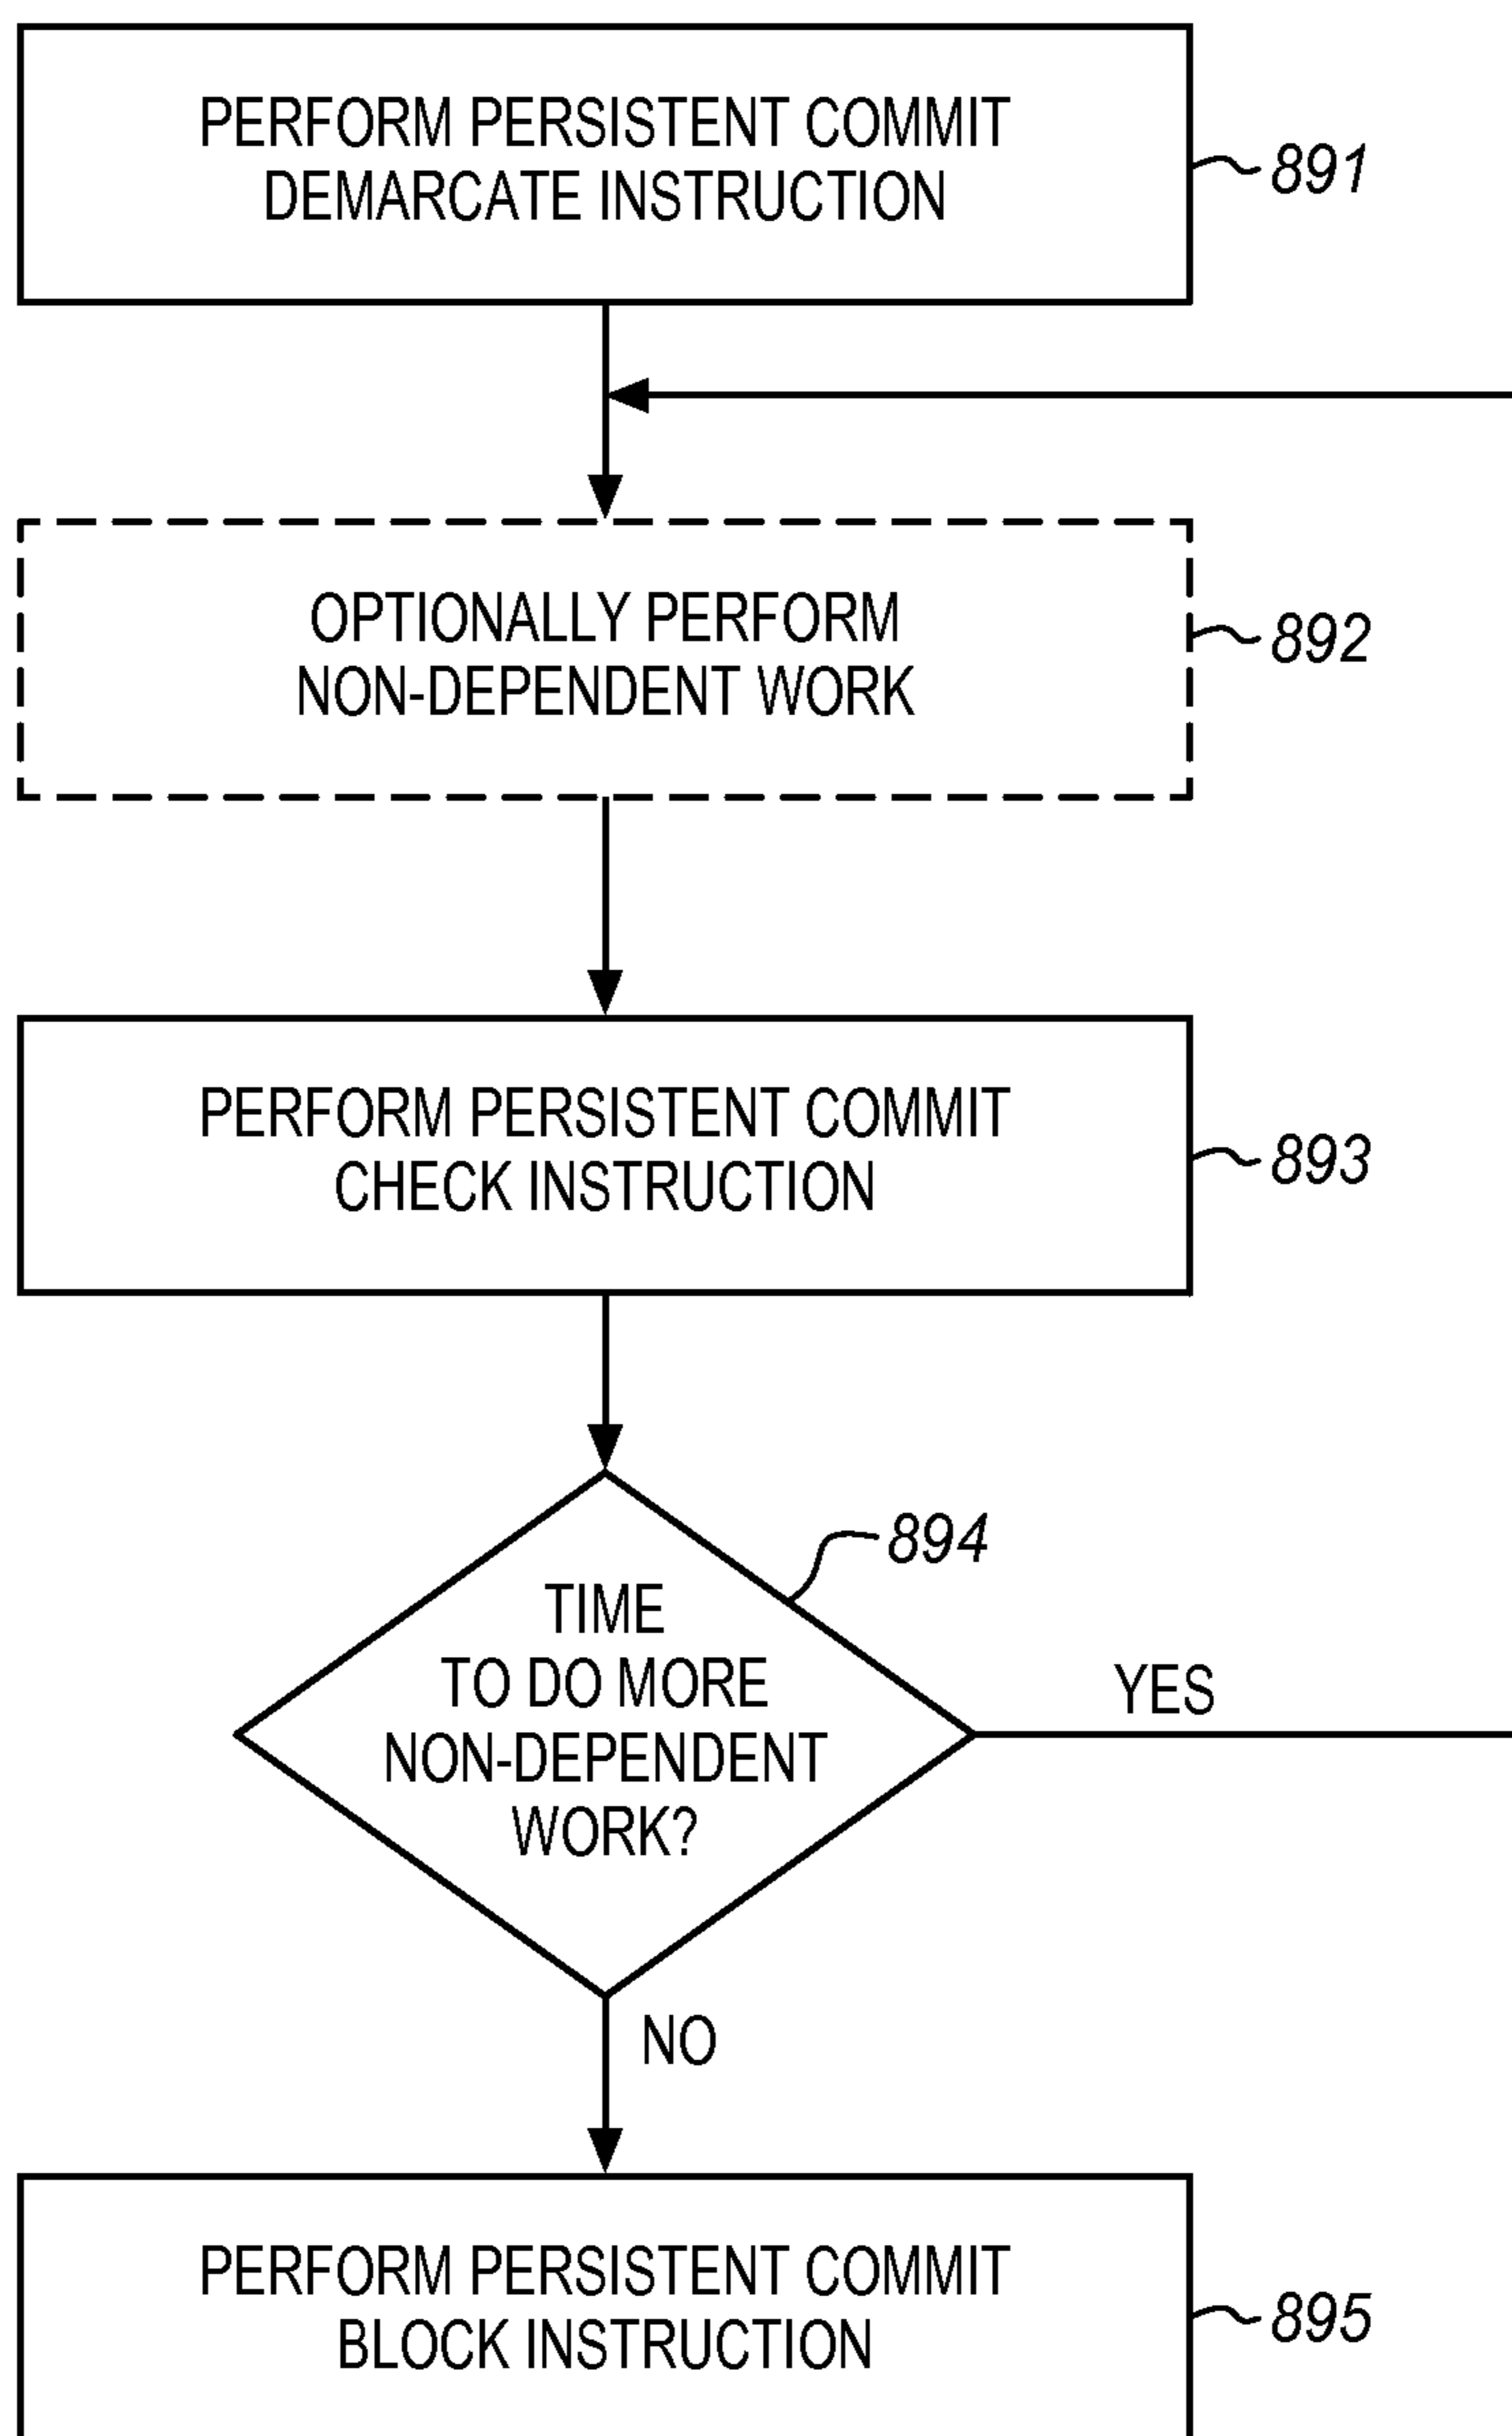 PERFORM PERSISTENT COMMIT
DEMARCATE INSTRUCTION
891
OPTIONALLY PERFORM
NON-DEPENDENT WORK
892
PERFORM PERSISTENT COMMIT
CHECK INSTRUCTION
893
894
TIME
TO DO MORE
NON-DEPENDENT
WORK?
YES
NO
PERFORM PERSISTENT COMMIT
BLOCK INSTRUCTION
895